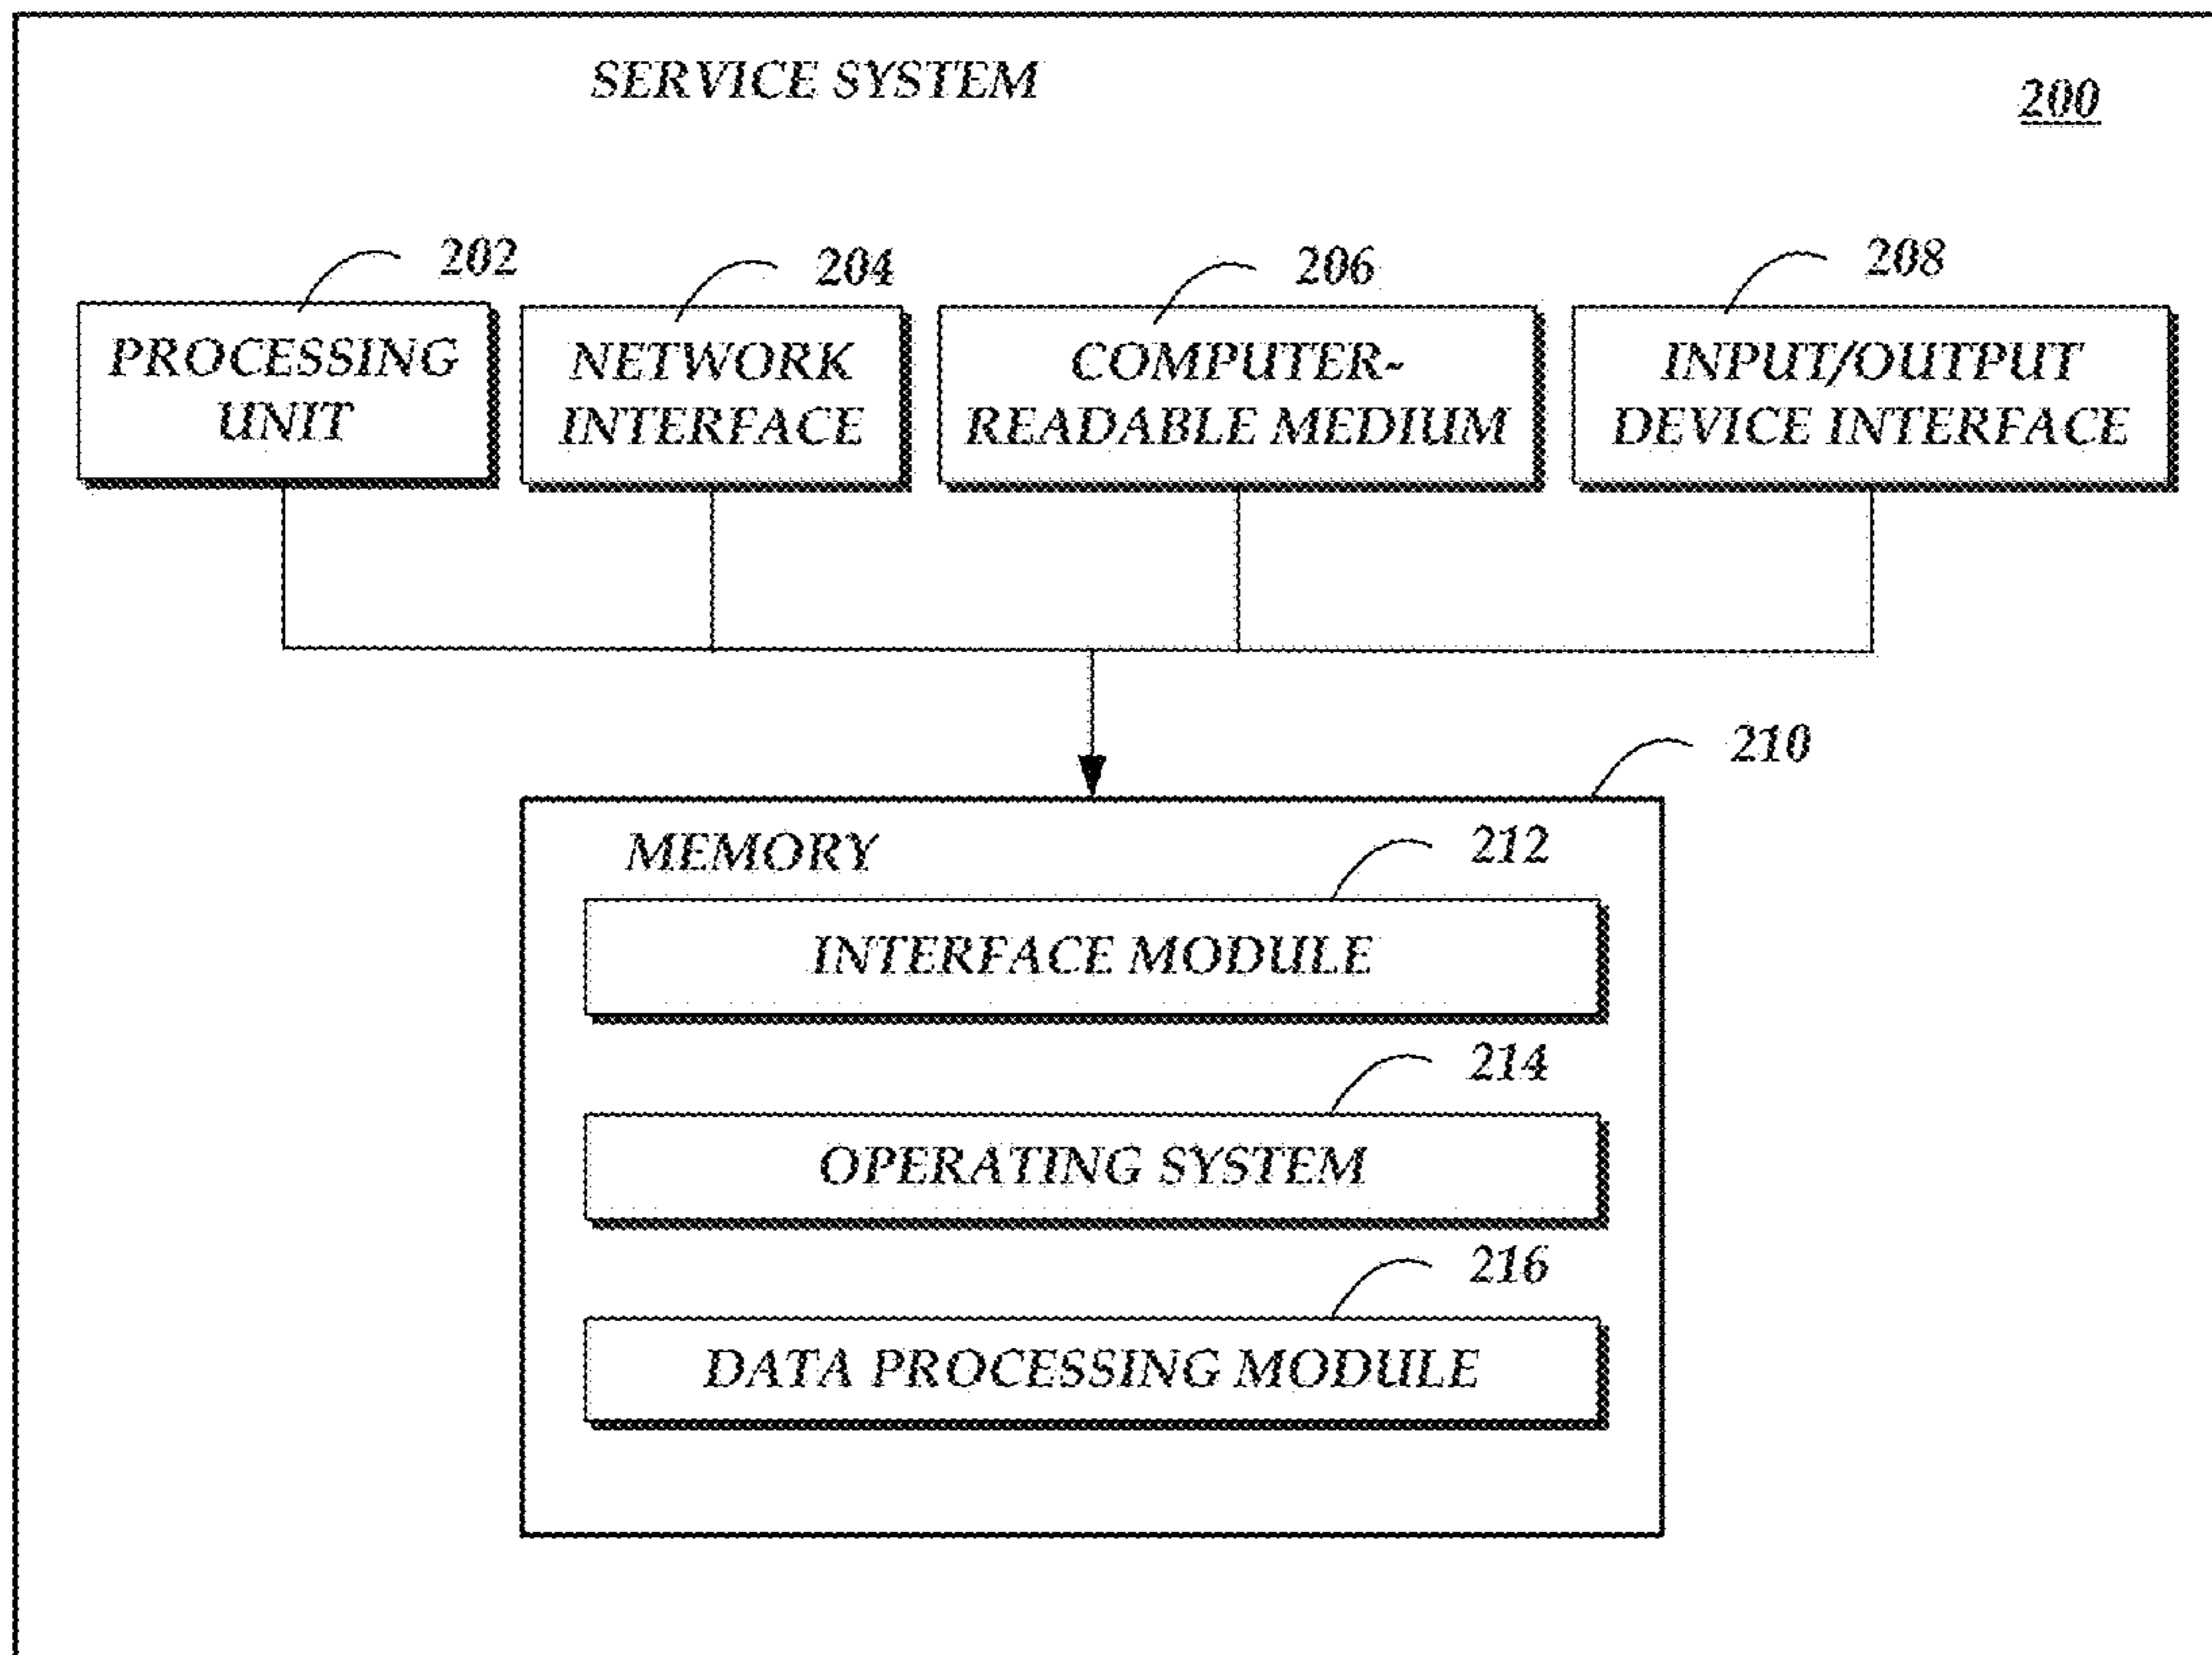 SERVICE SYSTEM
200
202
204
206
208
PROCESSING
UNIT
NETWORK
INTERFACE
COMPUTER-
READABLE MEDIUM
INPUT/OUTPUT
DEVICE INTERFACE
210
MEMORY
212
INTERFACE MODULE
214
OPERATING SYSTEM
216
DATA PROCESSING MODULE